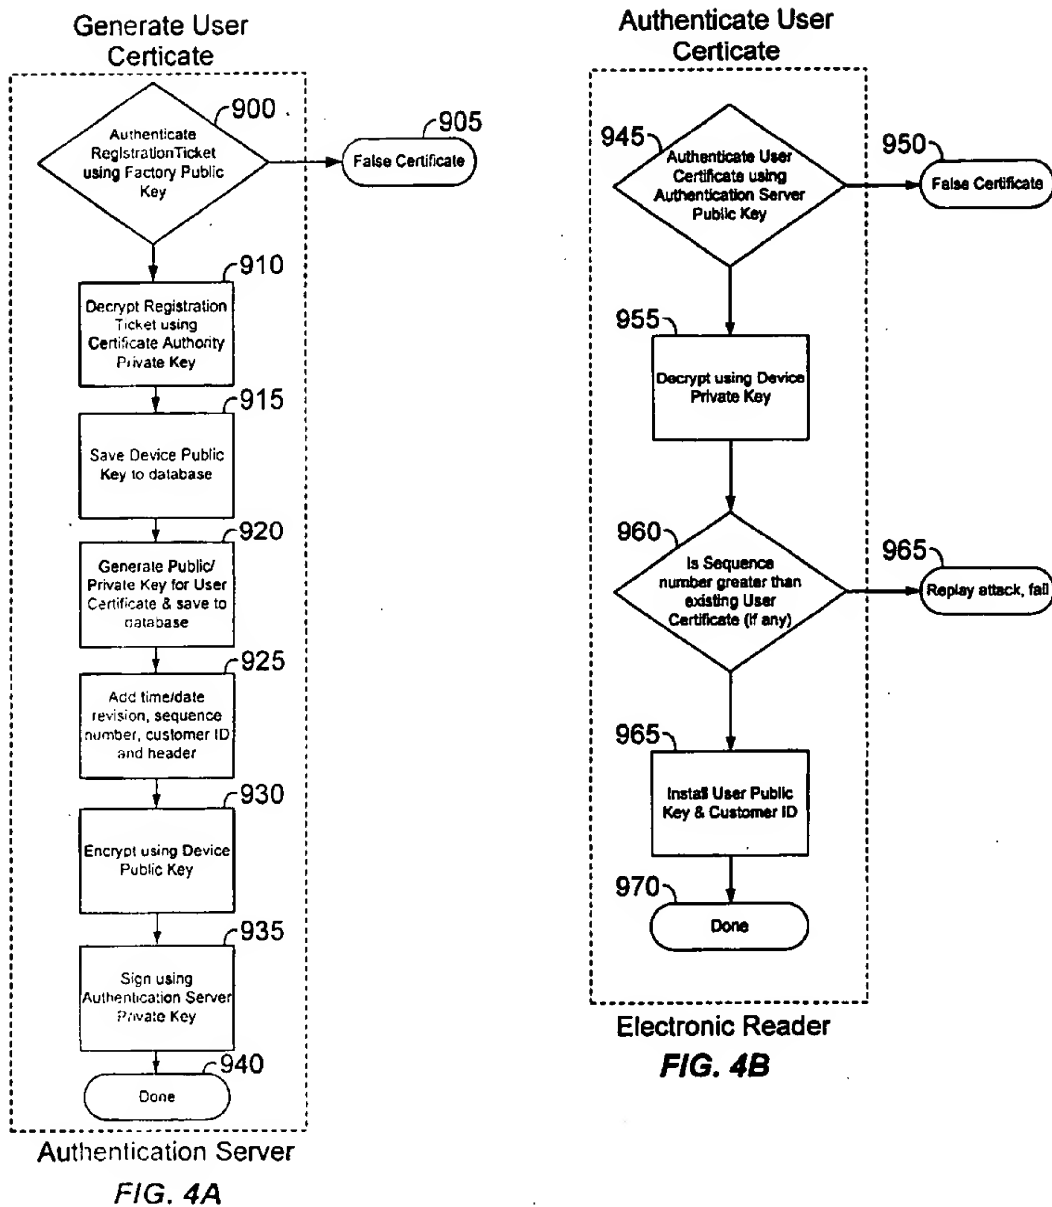 Generate User
Certicate
900
Authenticate
RegistrationTicket
using Factory Public
Key
905
False Certificate
910
Decrypt Registration
Ticket using
Certificate Authority
Private Key
915
Save Device Public
Key to database
920
Generate Public/
Private Key for User
Certificate & save to
database
925
Add time/date
revision, sequence
number, customer ID
and header
930
Encrypt using Device
Public Key
935
Sign using
Authentication Server
Private Key
940
Done
Authentication Server
FIG. 4A
Authenticate User
Certicate
945
Authenticate User
Certificate using
Authentication Server
Public Key
950
False Certificate
955
Decrypt using Device
Private Key
960
Is Sequence
number greater than
existing User
Certificate (if any)
965
Replay attack, fail
965
Install User Public
Key & Customer ID
970
Done
Electronic Reader
FIG. 4B